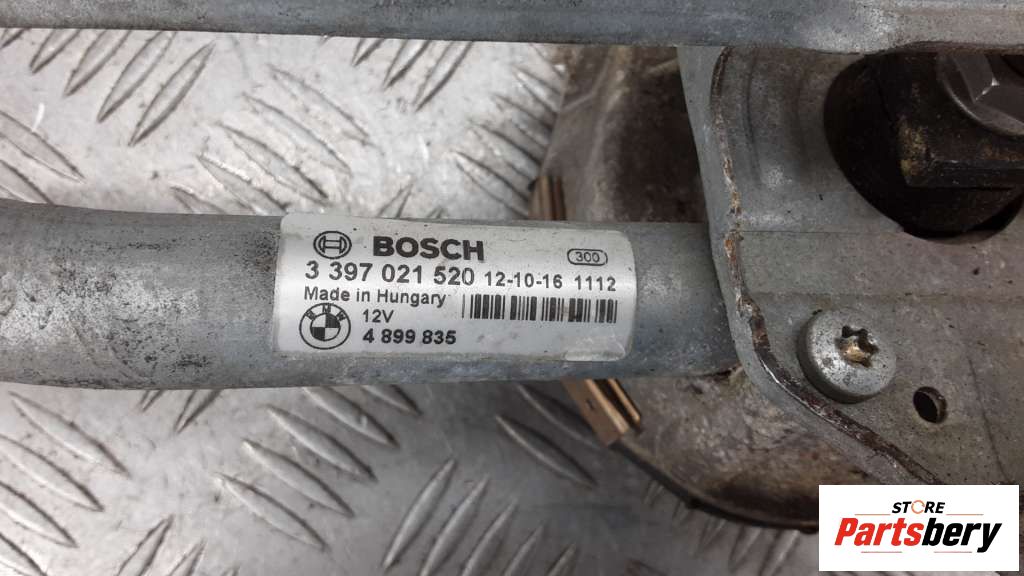 BOSCH 300
3 397 021 520 12-10-16 1112
Made in Hungary
12V
BMW
4 899 835
STORE
Partsbery